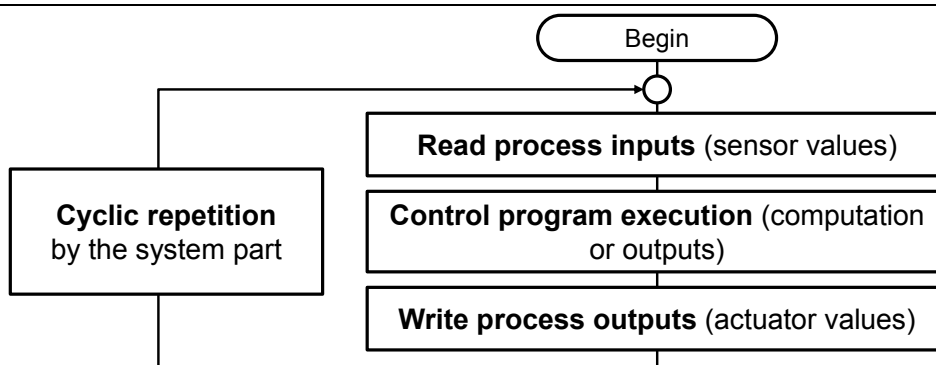 Begin
Read process inputs (sensor values)
Cyclic repetition
by the system part
Control program execution (computation
or outputs)
Write process outputs (actuator values)